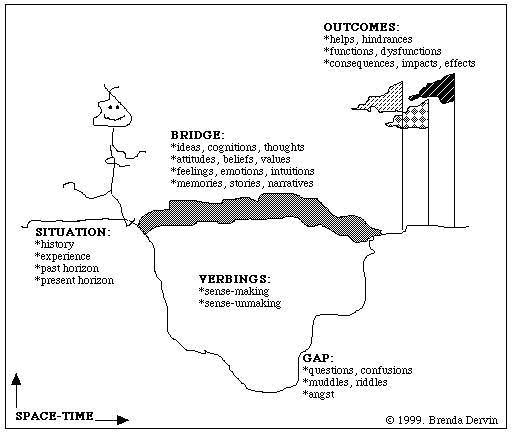 OUTCOMES:
*helps, hindrances
*functions, dysfunctions
*consequences, impacts, effects
BRIDGE:
*ideas, cognitions, thoughts
*attitudes, beliefs, values
*feelings, emotions, intuitions
*memories, stories, narratives
SITUATION:
*history
*experience
*past horizon
*present horizon
VERBINGS:
*sense-making
*sense-unmaking
GAP:
*questions, confusions
*muddles, riddles
*angst
SPACE-TIME
© 1999. Brenda Dervin